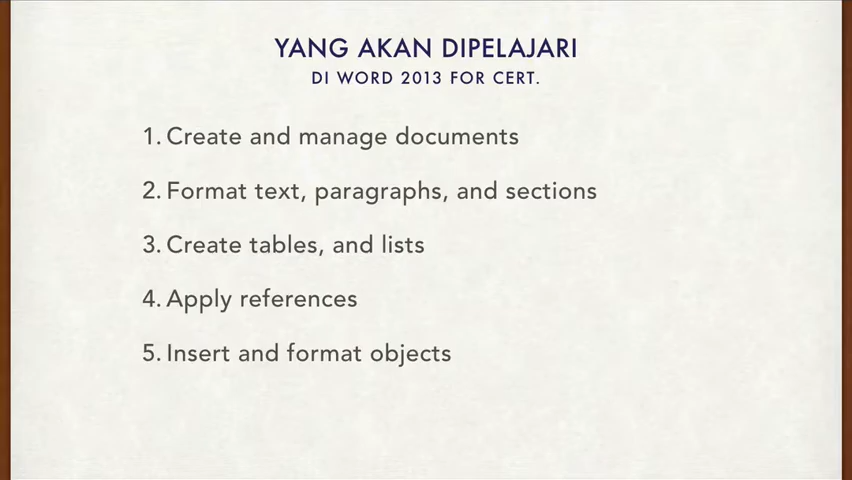 YANG AKAN DIPELAJARI
DI WORD 2013 FOR CERT.
1. Create and manage documents
2. Format text, paragraphs, and sections
3. Create tables, and lists
4. Apply references
5. Insert and format objects